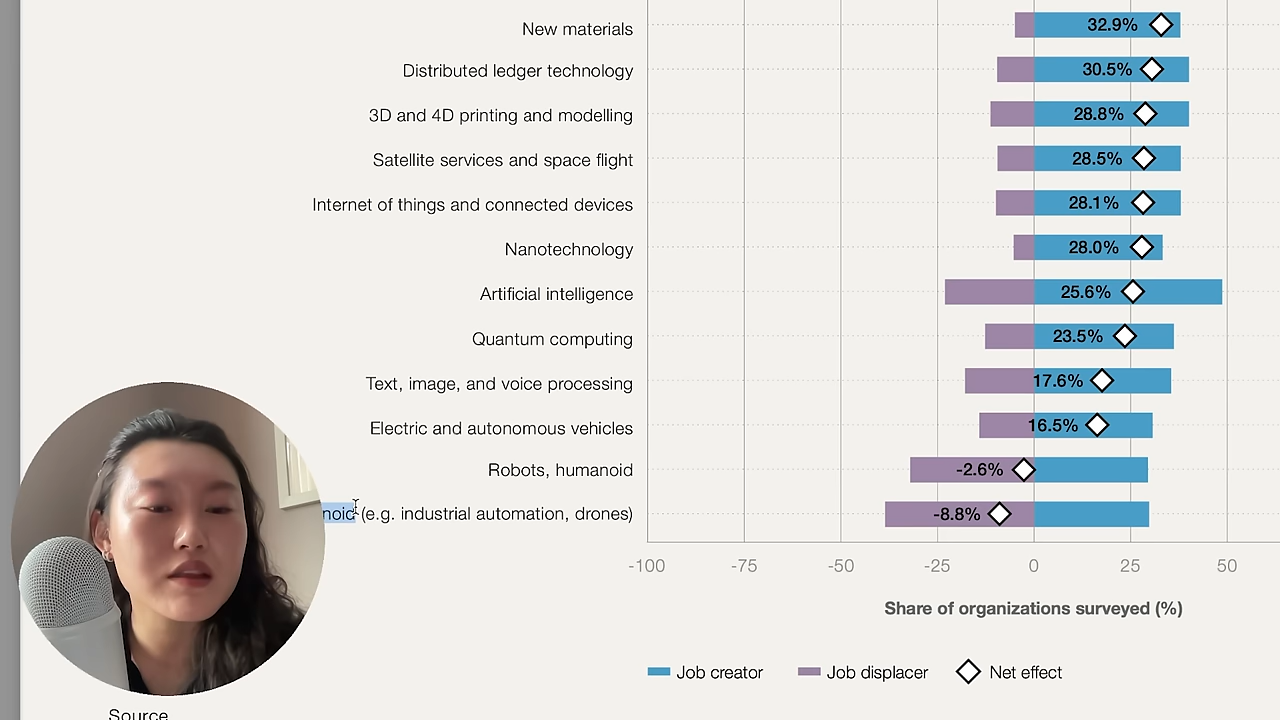 New materials 32.9%
Distributed ledger technology 30.5%
3D and 4D printing and modelling 28.8%
Satellite services and space flight 28.5%
Internet of things and connected devices 28.1%
Nanotechnology 28.0%
Artificial intelligence 25.6%
Quantum computing 23.5%
Text, image, and voice processing 17.6%
Electric and autonomous vehicles 16.5%
Robots, humanoid -2.6%
noid (e.g. industrial automation, drones) -8.8%
-100 -75 -50 -25 0 25 50
Share of organizations surveyed (%)
Job creator Job displacer Net effect
Source